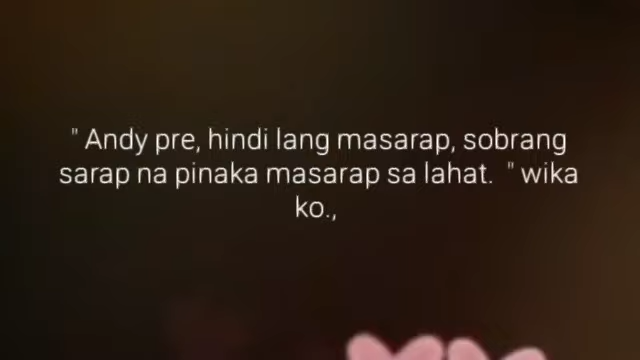 " Andy pre, hindi lang masarap, sobrang
sarap na pinaka masarap sa lahat.  " wika
ko.,